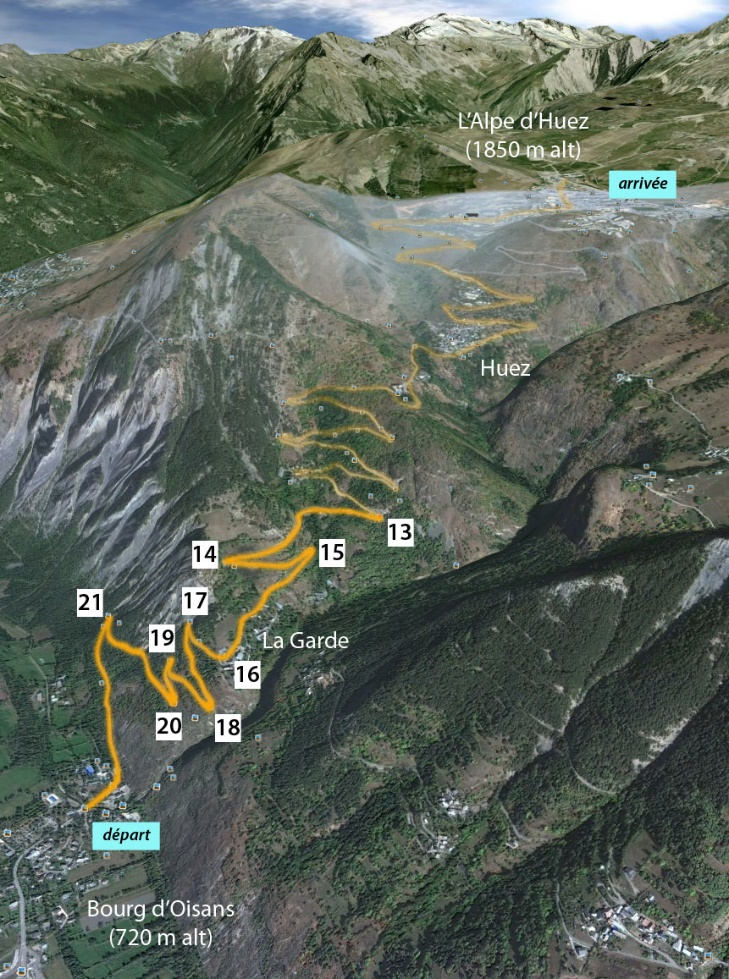 L'Alpe d'Huez
(1850 m alt)
arrivée
Huez
13
14
15
17
21
19
La Garde
16
20
18
départ
Bourg d'Oisans
(720 m alt)